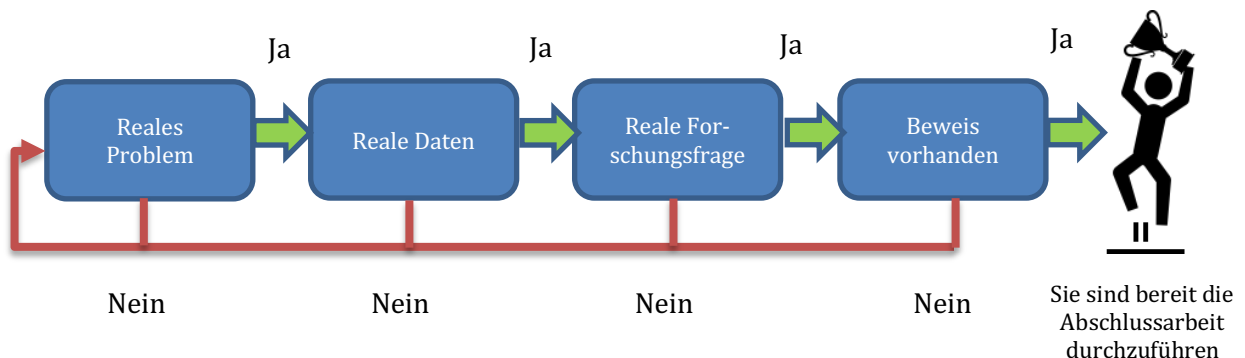 Ja
Ja
Ja
Ja
Reales
Problem
Reale Daten
Reale For-
schungsfrage
Beweis
vorhanden
Nein
Nein
Nein
Nein
Sie sind bereit die
Abschlussarbeit
durchzuführen